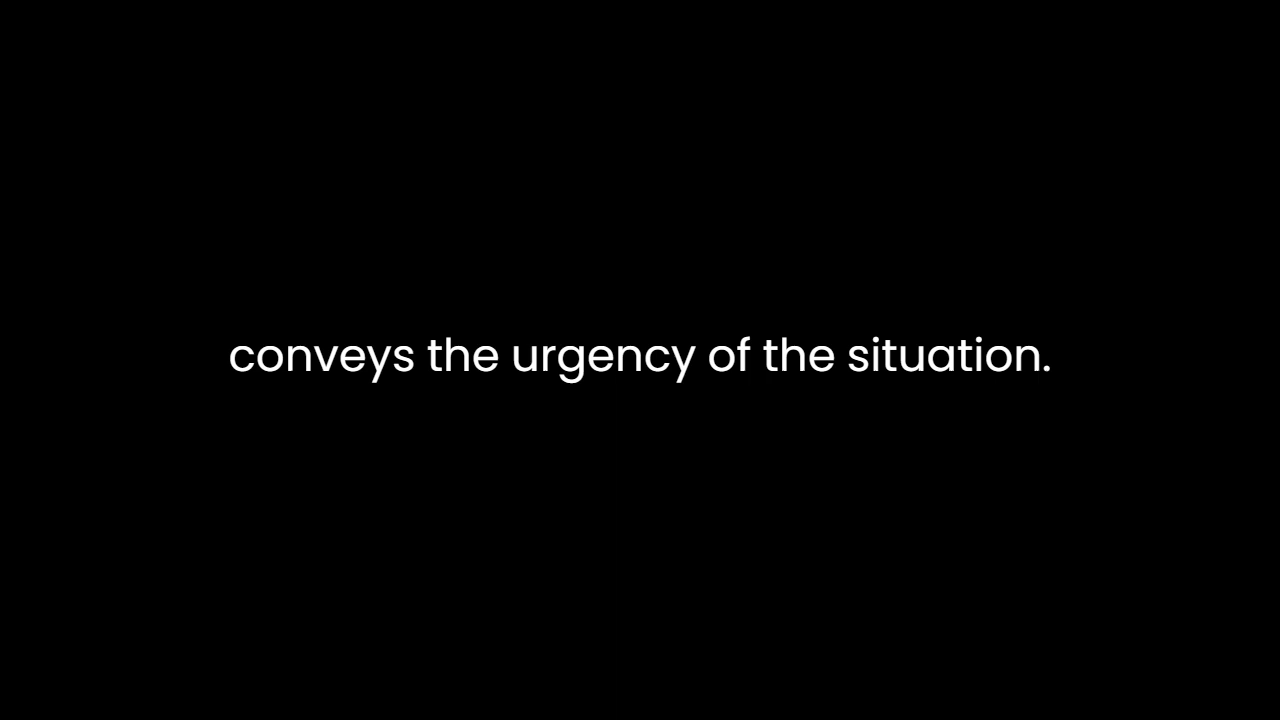 conveys the urgency of the situation.